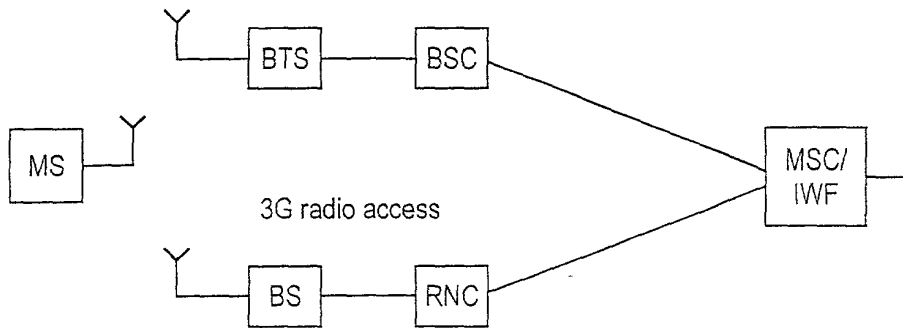 BTS
BSC
MS
MSC/
IWF
3G radio access
BS
RNC